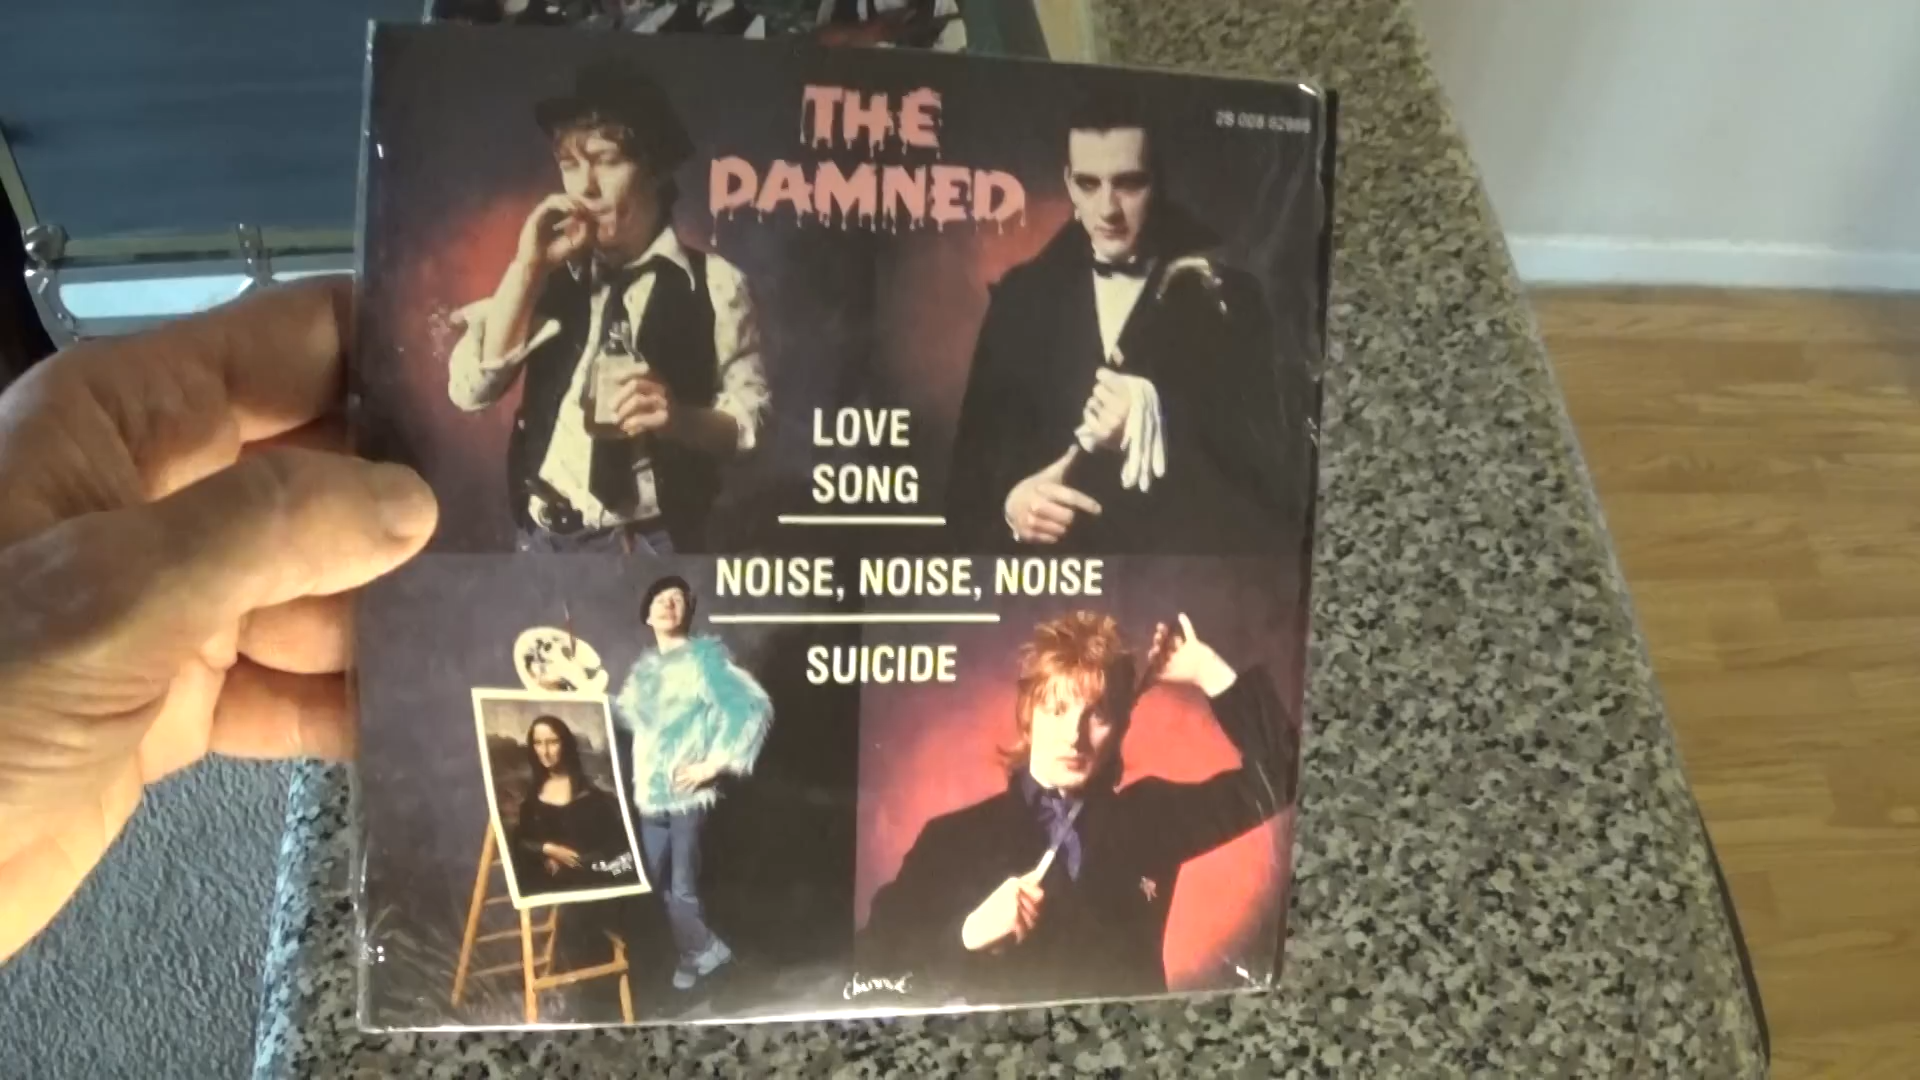 THE
DAMNED
LOVE
SONG
NOISE, NOISE, NOISE
SUICIDE